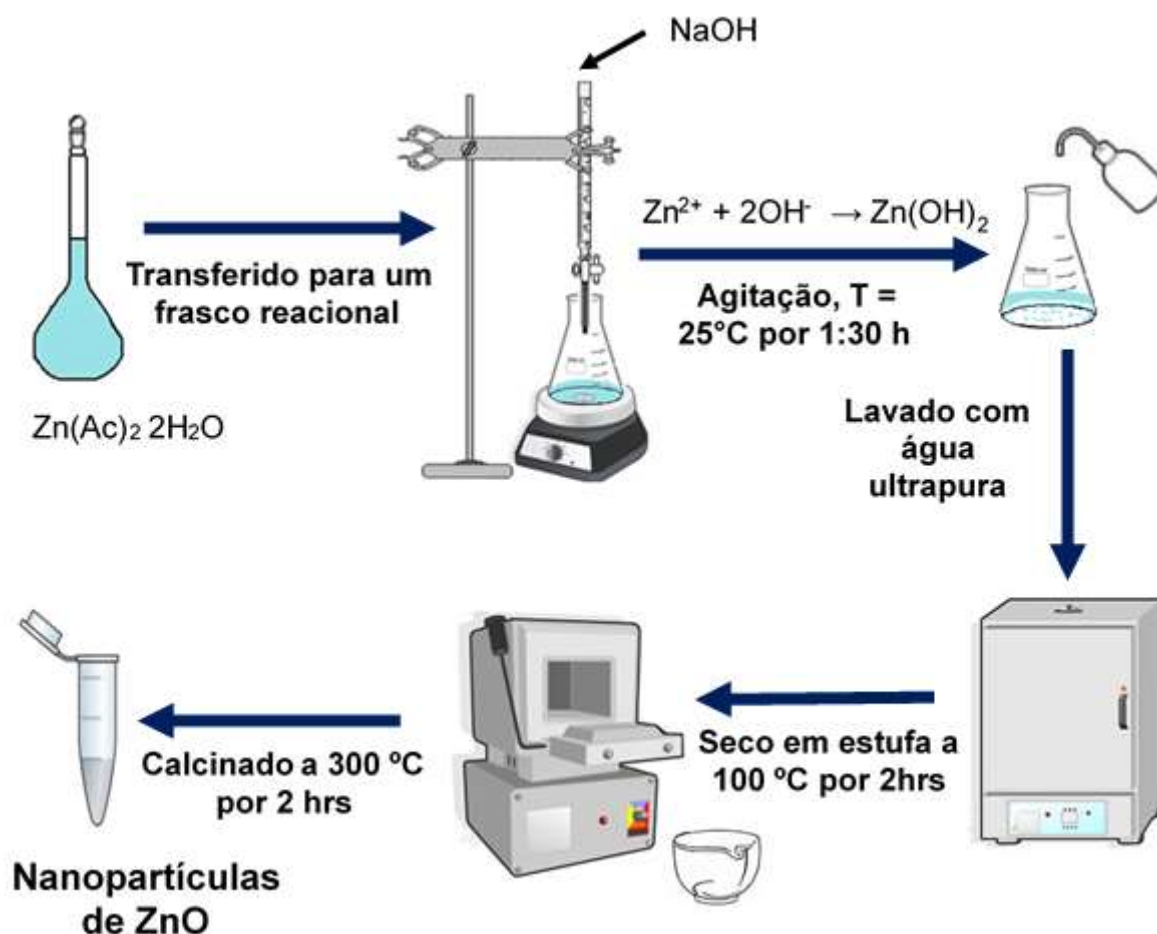 NaOH
Zn(Ac)₂ 2H₂O
Transferido para um
frasco reacional
Zn²⁺ + 2OH⁻ → Zn(OH)₂
Agitação, T =
25°C por 1:30 h
Lavado com
água
ultrapura
Seco em estufa a
100 ºC por 2hrs
Calcinado a 300 ºC
por 2 hrs
Nanopartículas
de ZnO